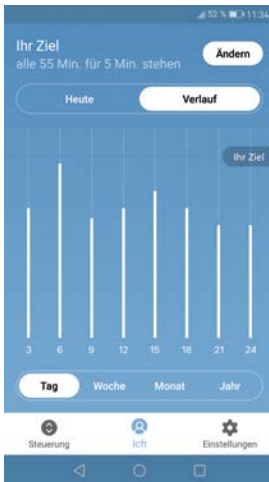 52 % 11:34
Ihr Ziel
alle 55 Min. für 5 Min. stehen
Ändern
Heute Verlauf
Ihr Ziel
3 6 9 12 15 18 21 24
Tag Woche Monat Jahr
Steuerung Ich Einstellungen